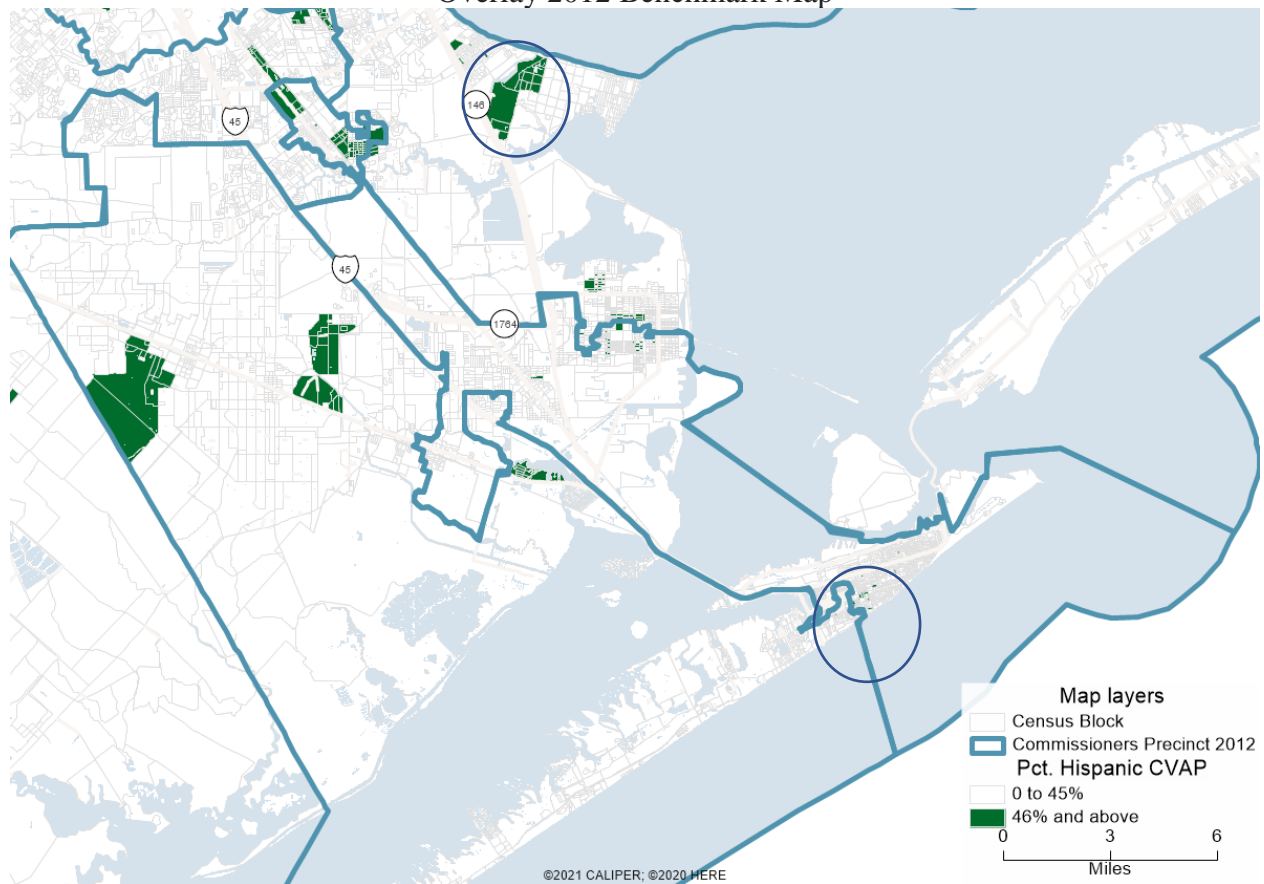 Overlay 2012 Benchmark Map
146
45
45
1764
Map layers
Census Block
Commissioners Precinct 2012
Pct. Hispanic CVAP
0 to 45%
46% and above
0 3 6
Miles
©2021 CALIPER; ©2020 HERE